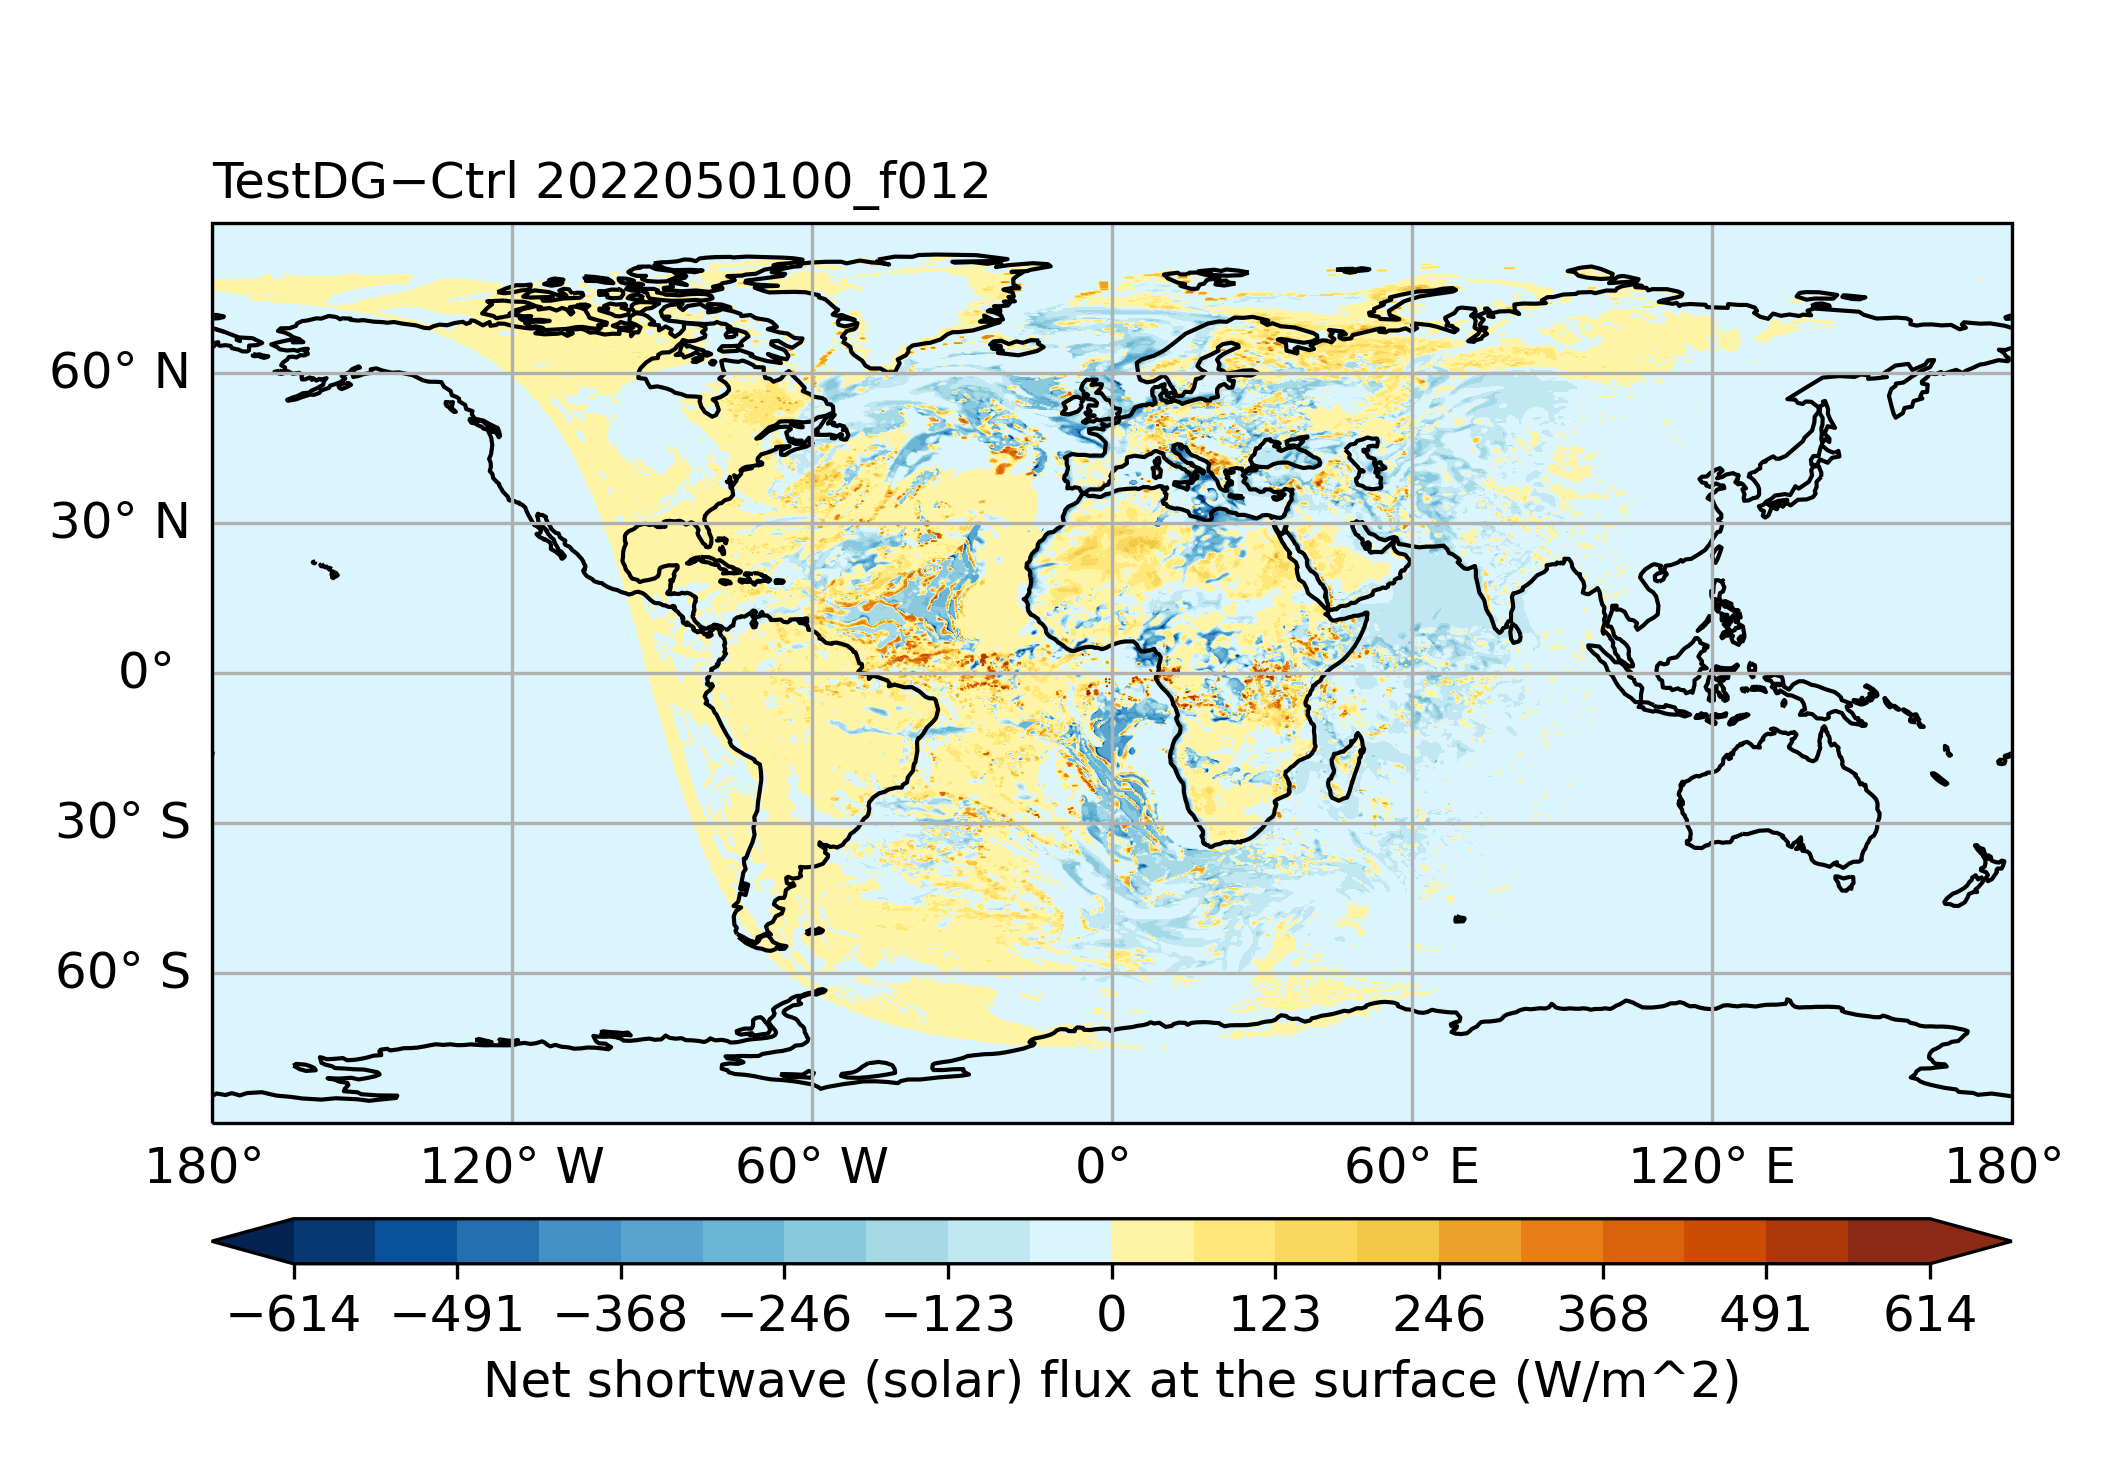 TestDG−Ctrl 2022050100_f012
60° N
30° N
0°
30° S
60° S
180° 120° W 60° W 0° 60° E 120° E 180°
−614 −491 −368 −246 −123 0 123 246 368 491 614
Net shortwave (solar) flux at the surface (W/m^2)